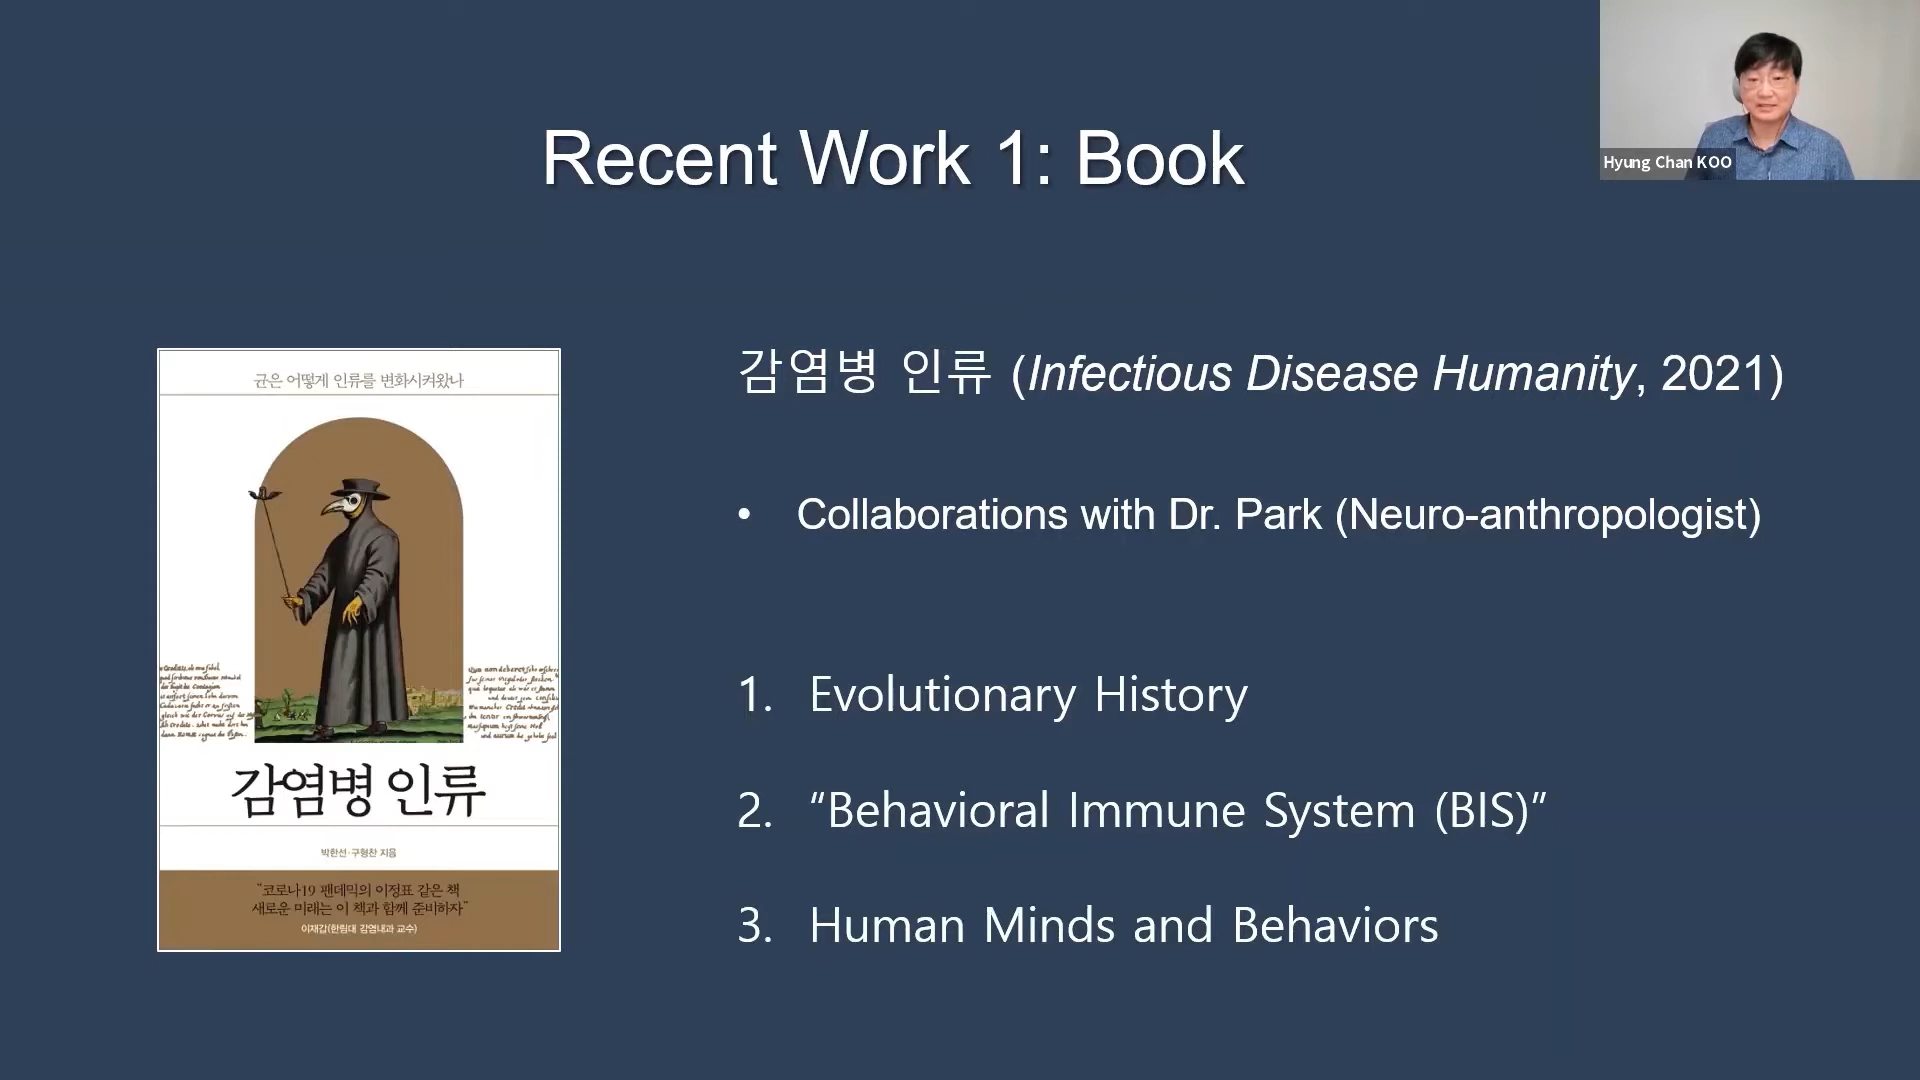 Recent Work 1: Book
Hyung Chan KOO
균은 어떻게 인류를 변화시켜왔나
감염병 인류
박한선·구형찬 지음
“코로나19 팬데믹의 이정표 같은 책
새로운 미래는 이 책과 함께 준비하자”
이재갑(한림대 감염내과 교수)
감염병 인류 (Infectious Disease Humanity, 2021)
• Collaborations with Dr. Park (Neuro-anthropologist)
1. Evolutionary History
2. “Behavioral Immune System (BIS)”
3. Human Minds and Behaviors